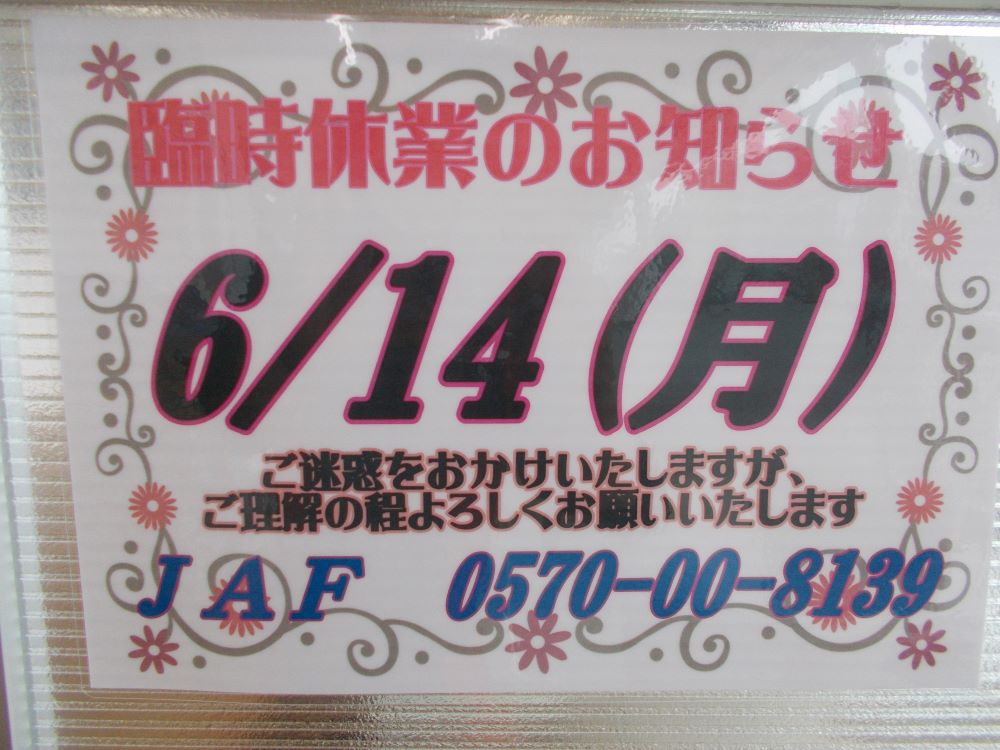 臨時休業のお知らせ
6/14(月)
ご迷惑をおかけいたしますが、
ご理解の程よろしくお願いいたします
JAF 0570-00-8139